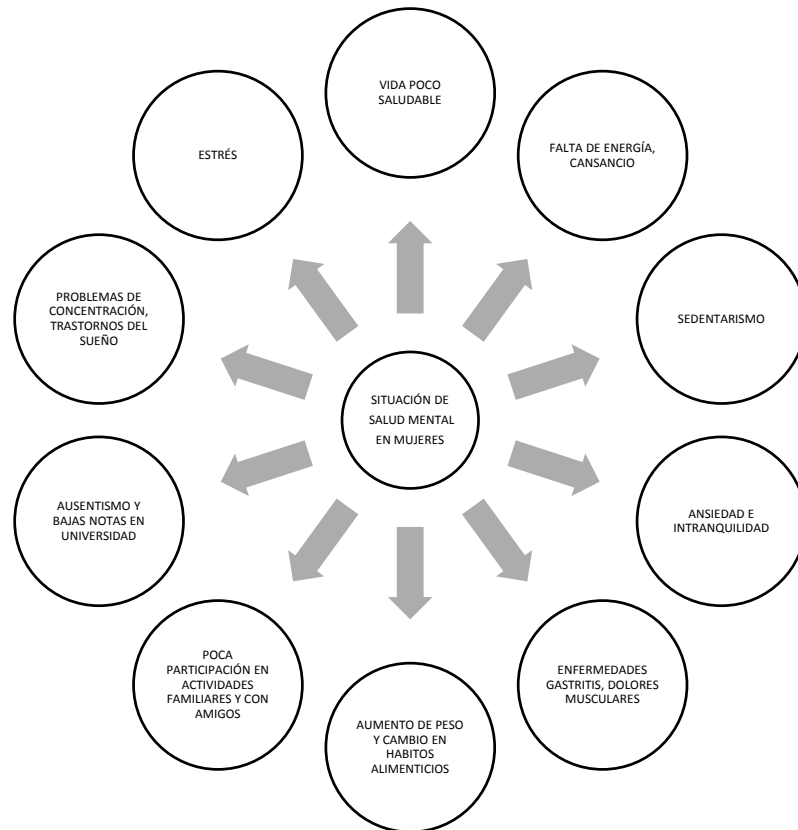 VIDA POCO
SALUDABLE
FALTA DE ENERGÍA,
CANSANCIO
SEDENTARISMO
ANSIEDAD E
INTRANQUILIDAD
ENFERMEDADES
GASTRITIS, DOLORES
MUSCULARES
AUMENTO DE PESO
Y CAMBIO EN
HABITOS
ALIMENTICIOS
POCA
PARTICIPACIÓN EN
ACTIVIDADES
FAMILIARES Y CON
AMIGOS
AUSENTISMO Y
BAJAS NOTAS EN
UNIVERSIDAD
PROBLEMAS DE
CONCENTRACIÓN,
TRASTORNOS DEL
SUEÑO
ESTRÉS
SITUACIÓN DE
SALUD MENTAL
EN MUJERES